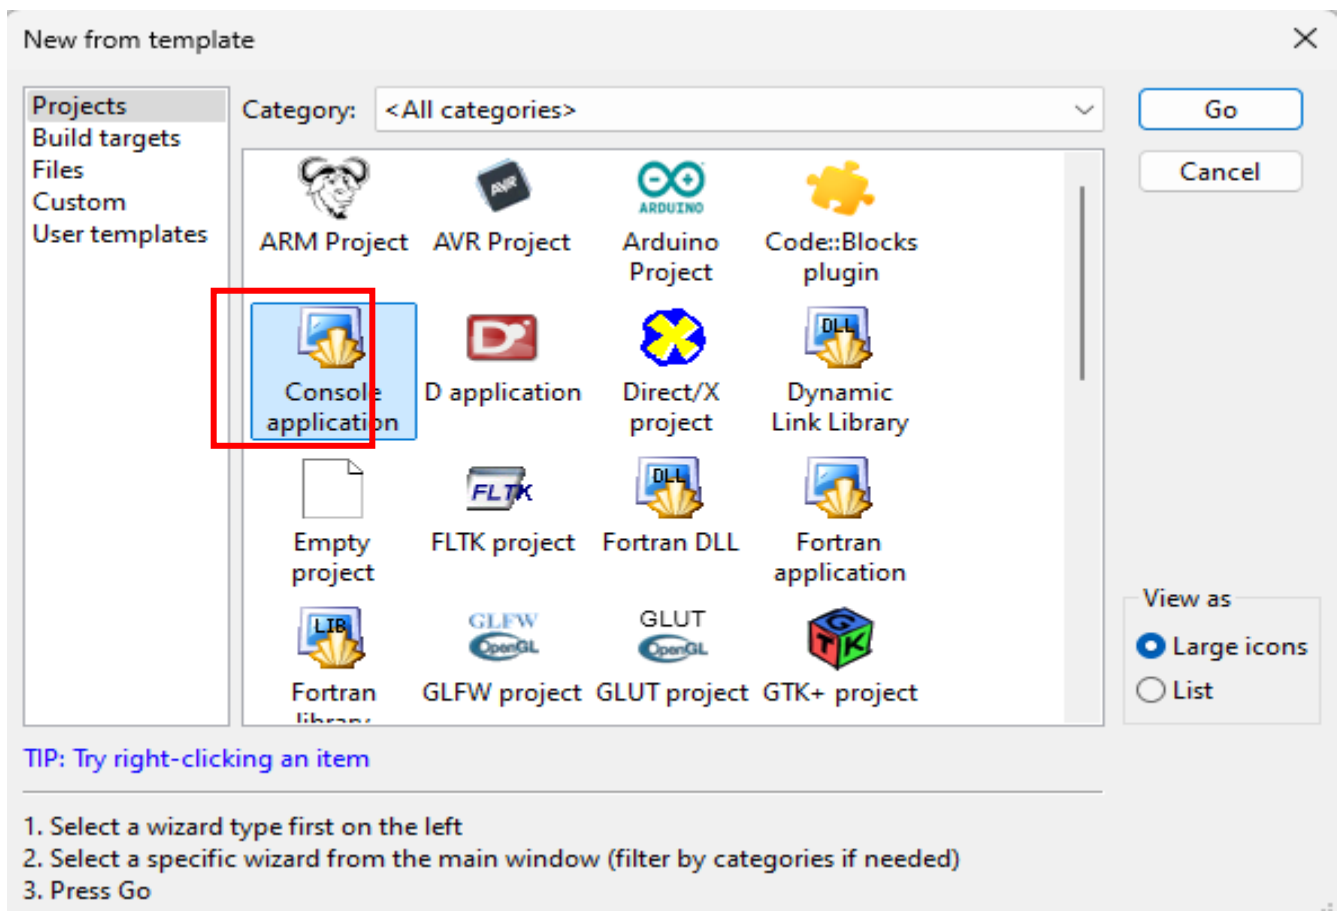 New from template
Projects
Build targets
Files
Custom
User templates
Category: <All categories>
Go
Cancel
AVR
ARDUINO
ARM Project
AVR Project
Arduino
Project
Code::Blocks
plugin
DLL
Console
application
D application
Direct/X
project
Dynamic
Link Library
FLTK
DLL
Empty
project
FLTK project
Fortran DLL
Fortran
application
LIB
GLFW
OpenGL
GLUT
OpenGL
GTK
Fortran
library
GLFW project
GLUT project
GTK+ project
View as
Large icons
List
TIP: Try right-clicking an item
1. Select a wizard type first on the left
2. Select a specific wizard from the main window (filter by categories if needed)
3. Press Go